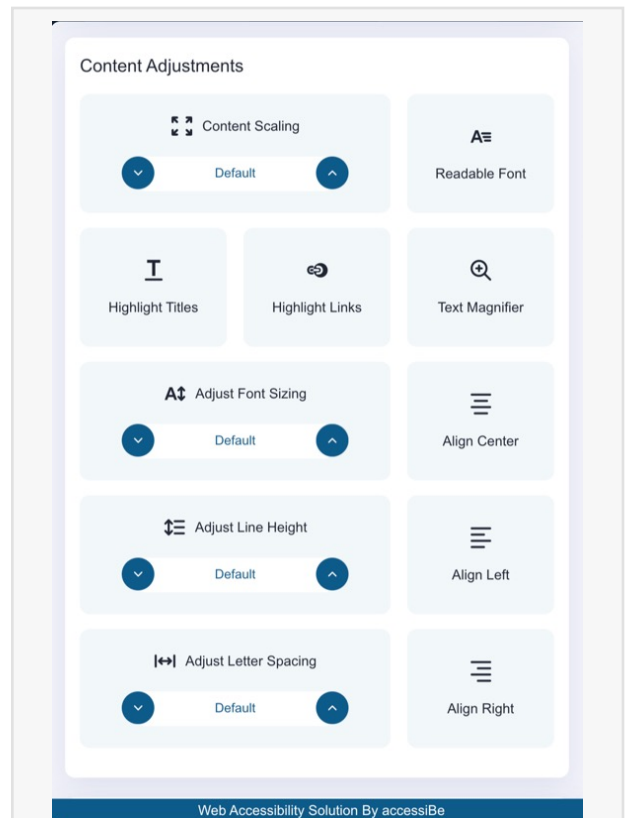 Content Adjustments
Content Scaling
Default
Readable Font
Highlight Titles
Highlight Links
Text Magnifier
Adjust Font Sizing
Default
Align Center
Adjust Line Height
Default
Align Left
Adjust Letter Spacing
Default
Align Right
Web Accessibility Solution By accessiBe